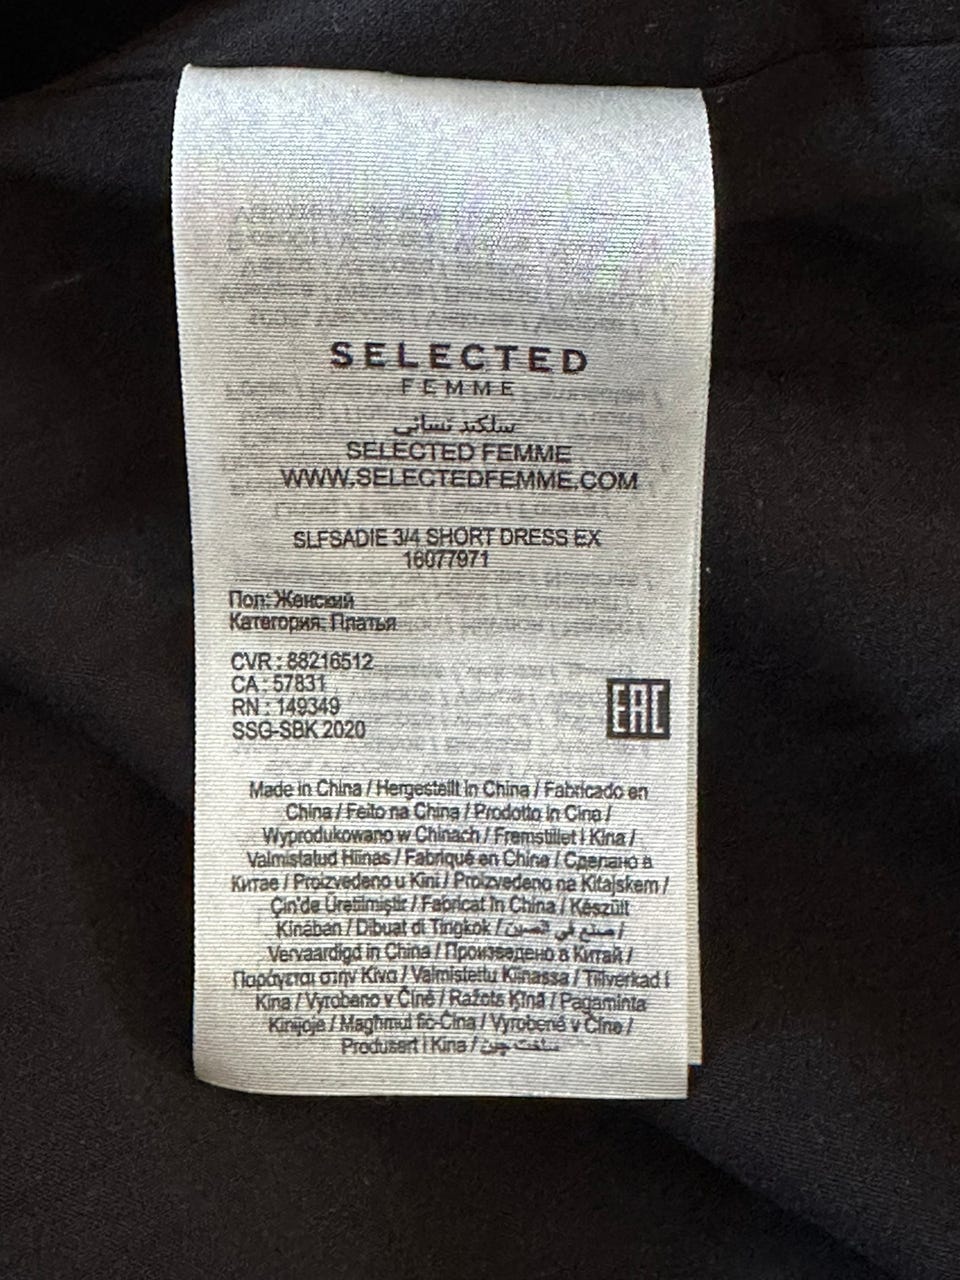 SELECTED
FEMME
سلكتد نسائي
SELECTED FEMME
WWW.SELECTEDFEMME.COM
SLFSADIE 3/4 SHORT DRESS EX
16077971
Пол: Женский
Категория: Платья
CVR : 88216512
CA : 57831
RN : 149349
SSG-SBK 2020
EAC
Made in China / Hergestellt in China / Fabricado en
China / Feito na China / Prodotto in Cina /
Wyprodukowano w Chinach / Fremstillet i Kina /
Valmistatud Hiinas / Fabriqué en Chine / Сделано в
Китае / Proizvedeno u Kini / Proizvedeno na Kitajskem /
Çin'de Üretilmiştir / Fabricat în China / Készült
Kínában / Dibuat di Tiongkok / صنع في الصين /
Vervaardigd in China / Произведено в Китай /
Παράγεται στην Κίνα / Valmistettu Kiinassa / Tillverkad i
Kina / Vyrobeno v Číně / Ražots Ķīnā / Pagaminta
Kinijoje / Magħmul fiċ-Ċina / Vyrobené v Číne /
Produsert i Kina / ساخت چین